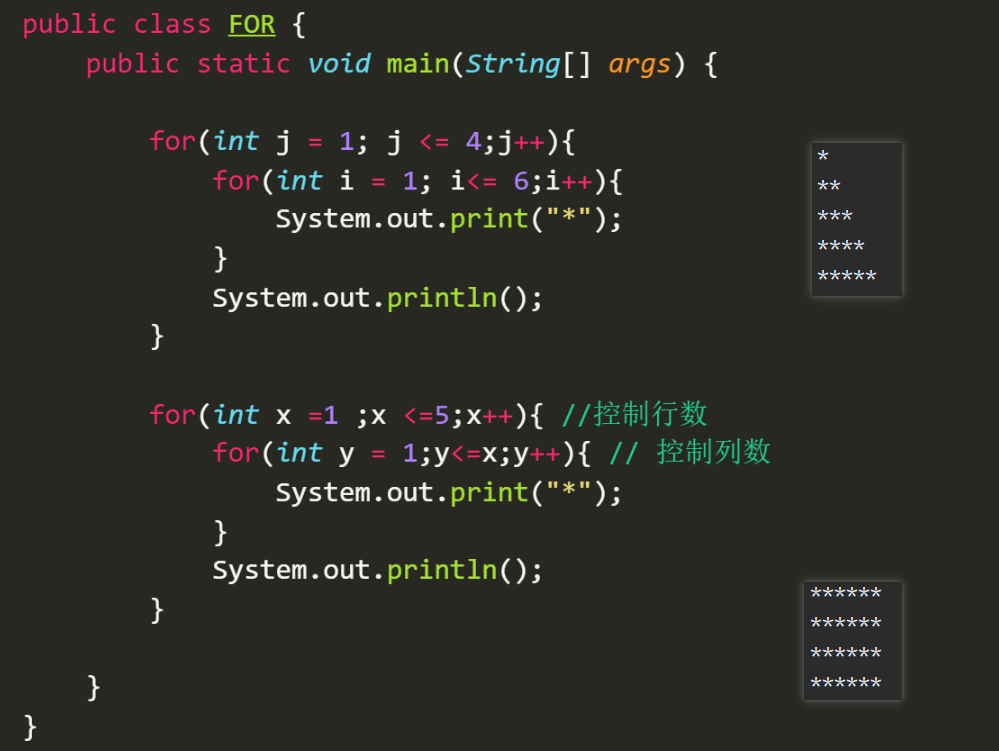 public class FOR {
    public static void main(String[] args) {

        for(int j = 1; j <= 4;j++){
            for(int i = 1; i<= 6;i++){
                System.out.print("*");
            }
            System.out.println();
        }

        for(int x =1 ;x <=5;x++){ //控制行数
            for(int y = 1;y<=x;y++){ // 控制列数
                System.out.print("*");
            }
            System.out.println();
        }

    }
}
*
**
***
****
*****
******
******
******
******